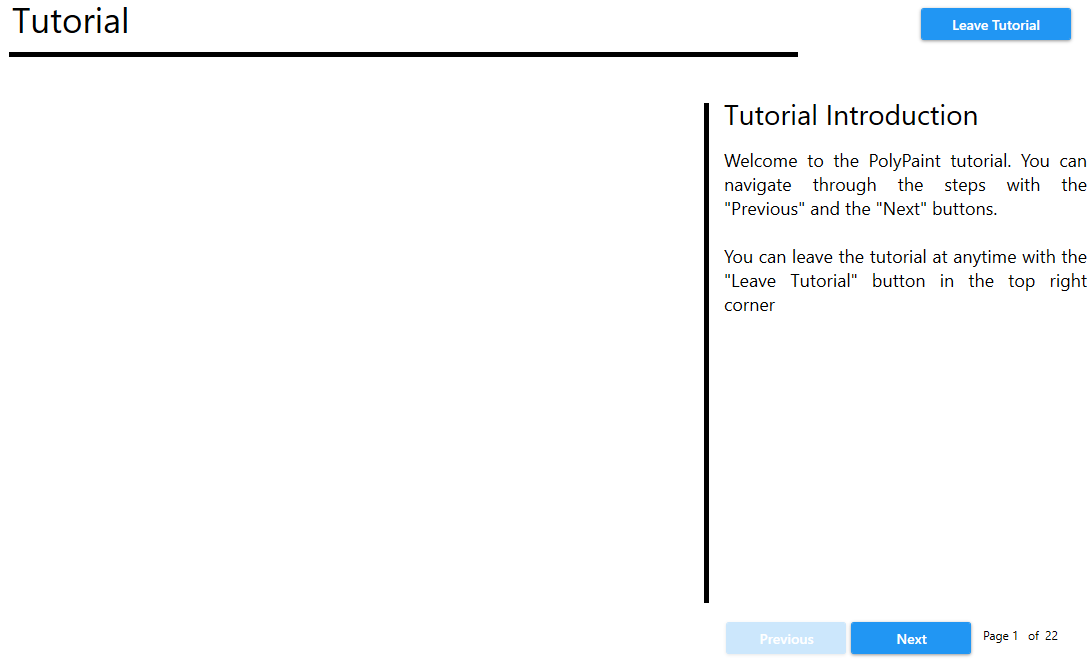 Tutorial
Leave Tutorial
Tutorial Introduction
Welcome to the PolyPaint tutorial. You can
navigate through the steps with the
"Previous" and the "Next" buttons.
You can leave the tutorial at anytime with the
"Leave Tutorial" button in the top right
corner
Previous
Next
Page 1 of 22